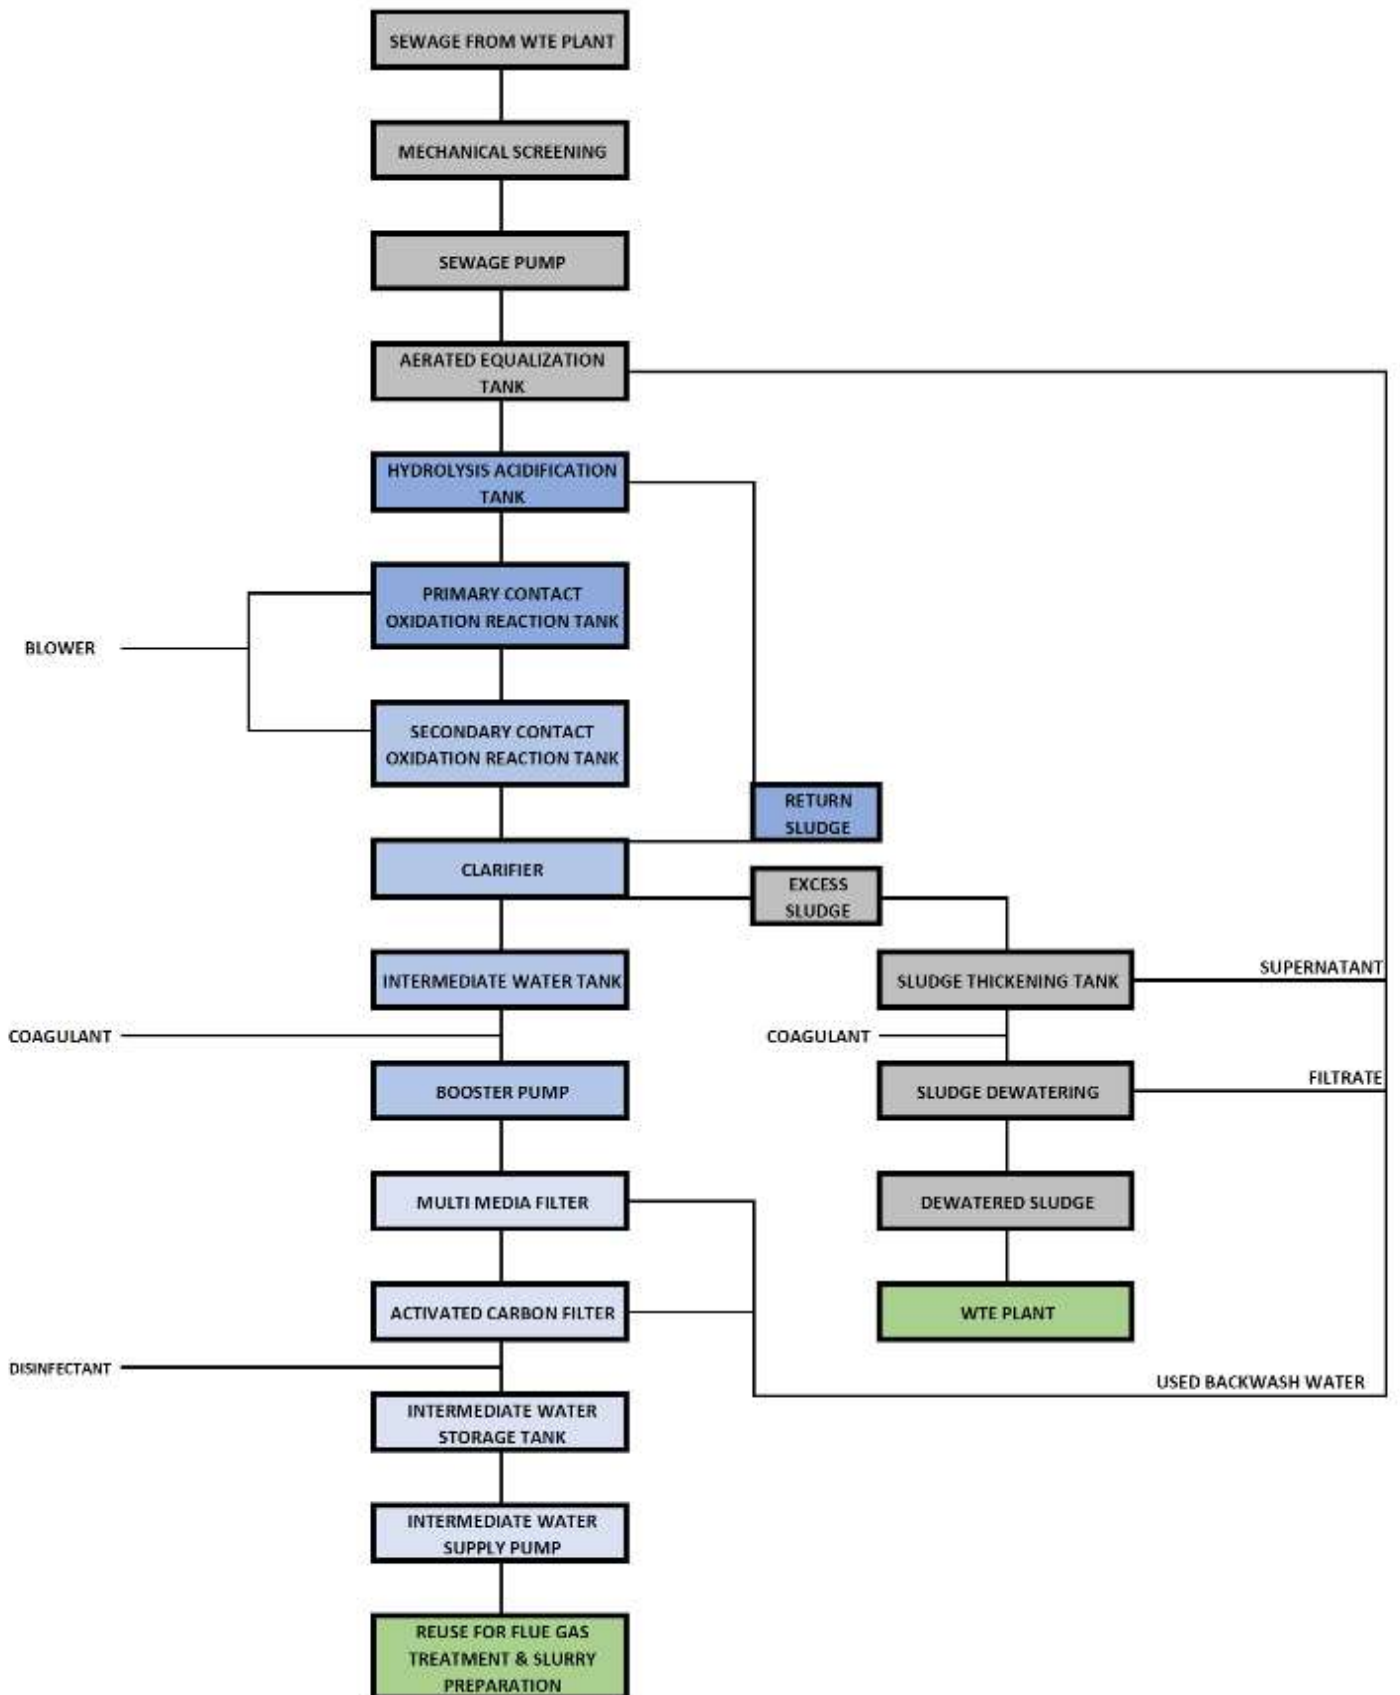 SEWAGE FROM WTE PLANT
MECHANICAL SCREENING
SEWAGE PUMP
AERATED EQUALIZATION
TANK
HYDROLYSIS ACIDIFICATION
TANK
PRIMARY CONTACT
OXIDATION REACTION TANK
BLOWER
SECONDARY CONTACT
OXIDATION REACTION TANK
RETURN
SLUDGE
CLARIFIER
EXCESS
SLUDGE
INTERMEDIATE WATER TANK
SLUDGE THICKENING TANK
SUPERNATANT
COAGULANT
COAGULANT
BOOSTER PUMP
SLUDGE DEWATERING
FILTRATE
MULTI MEDIA FILTER
DEWATERED SLUDGE
ACTIVATED CARBON FILTER
WTE PLANT
DISINFECTANT
USED BACKWASH WATER
INTERMEDIATE WATER
STORAGE TANK
INTERMEDIATE WATER
SUPPLY PUMP
REUSE FOR FLUE GAS
TREATMENT & SLURRY
PREPARATION